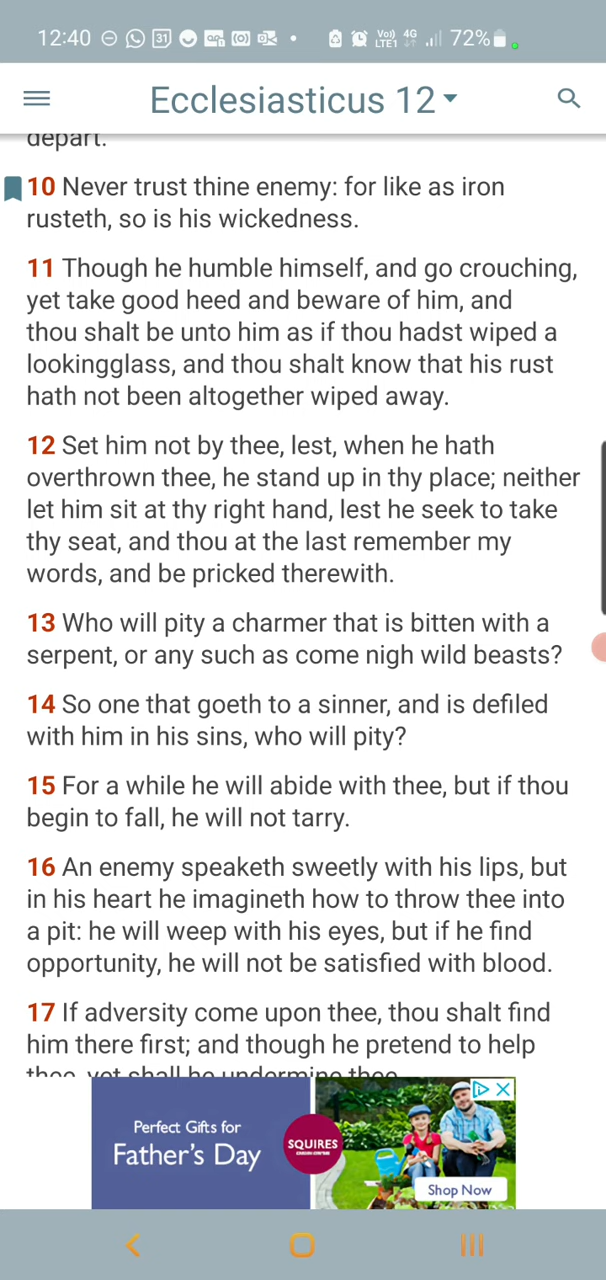 12:40
31
Vo))
LTE1
4G
72%
Ecclesiasticus 12
depart.
10 Never trust thine enemy: for like as iron
rusteth, so is his wickedness.
11 Though he humble himself, and go crouching,
yet take good heed and beware of him, and
thou shalt be unto him as if thou hadst wiped a
lookingglass, and thou shalt know that his rust
hath not been altogether wiped away.
12 Set him not by thee, lest, when he hath
overthrown thee, he stand up in thy place; neither
let him sit at thy right hand, lest he seek to take
thy seat, and thou at the last remember my
words, and be pricked therewith.
13 Who will pity a charmer that is bitten with a
serpent, or any such as come nigh wild beasts?
14 So one that goeth to a sinner, and is defiled
with him in his sins, who will pity?
15 For a while he will abide with thee, but if thou
begin to fall, he will not tarry.
16 An enemy speaketh sweetly with his lips, but
in his heart he imagineth how to throw thee into
a pit: he will weep with his eyes, but if he find
opportunity, he will not be satisfied with blood.
17 If adversity come upon thee, thou shalt find
him there first; and though he pretend to help
thee, yet shall he undermine thee.
Perfect Gifts for
Father's Day
SQUIRES
Shop Now